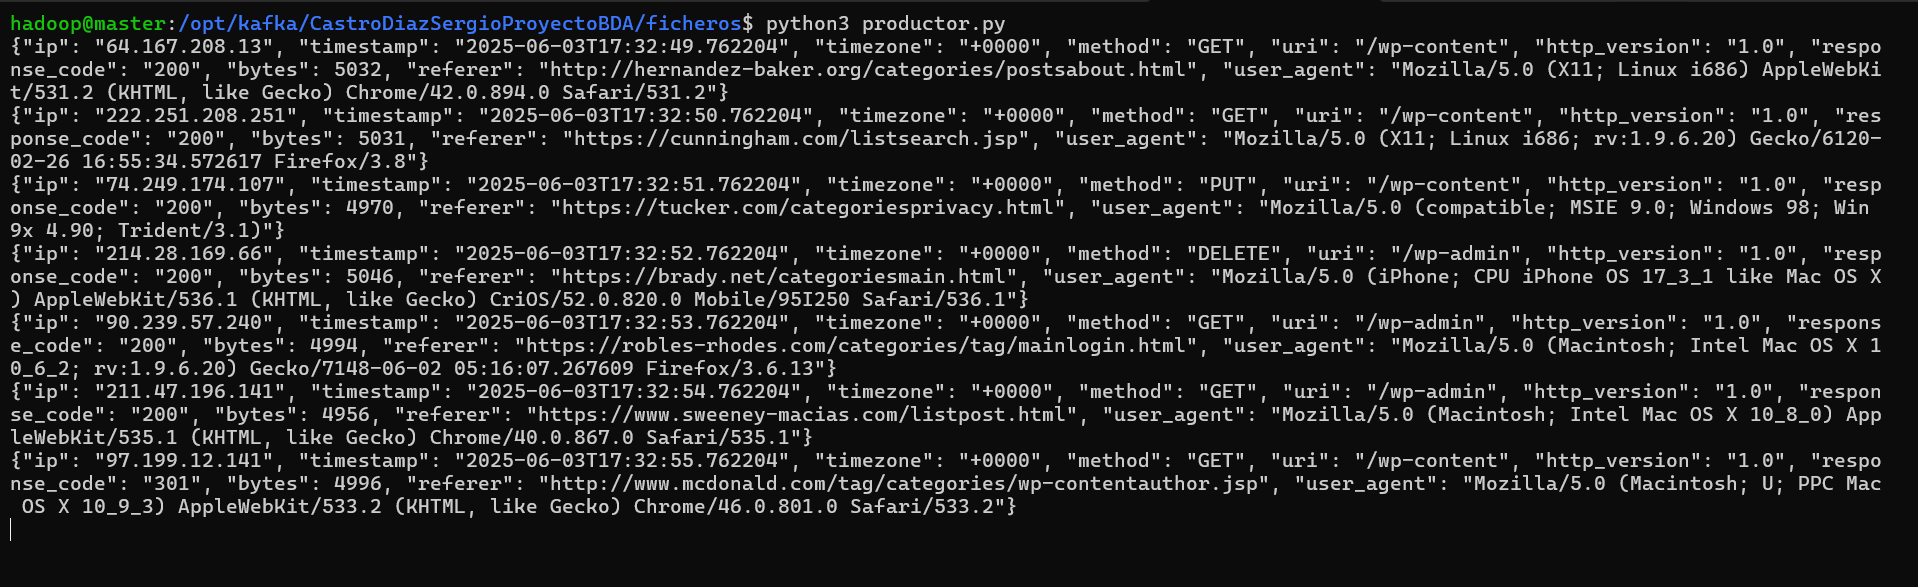 hadoop@master:/opt/kafka/CastroDiazSergioProyectoBDA/ficheros$ python3 productor.py
{"ip": "64.167.208.13", "timestamp": "2025-06-03T17:32:49.762204", "timezone": "+0000", "method": "GET", "uri": "/wp-content", "http_version": "1.0", "respo
nse_code": "200", "bytes": 5032, "referer": "http://hernandez-baker.org/categories/postsabout.html", "user_agent": "Mozilla/5.0 (X11; Linux i686) AppleWebKi
t/531.2 (KHTML, like Gecko) Chrome/42.0.894.0 Safari/531.2"}
{"ip": "222.251.208.251", "timestamp": "2025-06-03T17:32:50.762204", "timezone": "+0000", "method": "GET", "uri": "/wp-content", "http_version": "1.0", "res
ponse_code": "200", "bytes": 5031, "referer": "https://cunningham.com/listsearch.jsp", "user_agent": "Mozilla/5.0 (X11; Linux i686; rv:1.9.6.20) Gecko/6120-
02-26 16:55:34.572617 Firefox/3.8"}
{"ip": "74.249.174.107", "timestamp": "2025-06-03T17:32:51.762204", "timezone": "+0000", "method": "PUT", "uri": "/wp-content", "http_version": "1.0", "resp
onse_code": "200", "bytes": 4970, "referer": "https://tucker.com/categoriesprivacy.html", "user_agent": "Mozilla/5.0 (compatible; MSIE 9.0; Windows 98; Win
9x 4.90; Trident/3.1)"}
{"ip": "214.28.169.66", "timestamp": "2025-06-03T17:32:52.762204", "timezone": "+0000", "method": "DELETE", "uri": "/wp-admin", "http_version": "1.0", "resp
onse_code": "200", "bytes": 5046, "referer": "https://brady.net/categoriesmain.html", "user_agent": "Mozilla/5.0 (iPhone; CPU iPhone OS 17_3_1 like Mac OS X
) AppleWebKit/536.1 (KHTML, like Gecko) CriOS/52.0.820.0 Mobile/95I250 Safari/536.1"}
{"ip": "90.239.57.240", "timestamp": "2025-06-03T17:32:53.762204", "timezone": "+0000", "method": "GET", "uri": "/wp-admin", "http_version": "1.0", "respons
e_code": "200", "bytes": 4994, "referer": "https://robles-rhodes.com/categories/tag/mainlogin.html", "user_agent": "Mozilla/5.0 (Macintosh; Intel Mac OS X 1
0_6_2; rv:1.9.6.20) Gecko/7148-06-02 05:16:07.267609 Firefox/3.6.13"}
{"ip": "211.47.196.141", "timestamp": "2025-06-03T17:32:54.762204", "timezone": "+0000", "method": "GET", "uri": "/wp-admin", "http_version": "1.0", "respon
se_code": "200", "bytes": 4956, "referer": "https://www.sweeney-macias.com/listpost.html", "user_agent": "Mozilla/5.0 (Macintosh; Intel Mac OS X 10_8_0) App
leWebKit/535.1 (KHTML, like Gecko) Chrome/40.0.867.0 Safari/535.1"}
{"ip": "97.199.12.141", "timestamp": "2025-06-03T17:32:55.762204", "timezone": "+0000", "method": "GET", "uri": "/wp-content", "http_version": "1.0", "respo
nse_code": "301", "bytes": 4996, "referer": "http://www.mcdonald.com/tag/categories/wp-contentauthor.jsp", "user_agent": "Mozilla/5.0 (Macintosh; U; PPC Mac
 OS X 10_9_3) AppleWebKit/533.2 (KHTML, like Gecko) Chrome/46.0.801.0 Safari/533.2"}